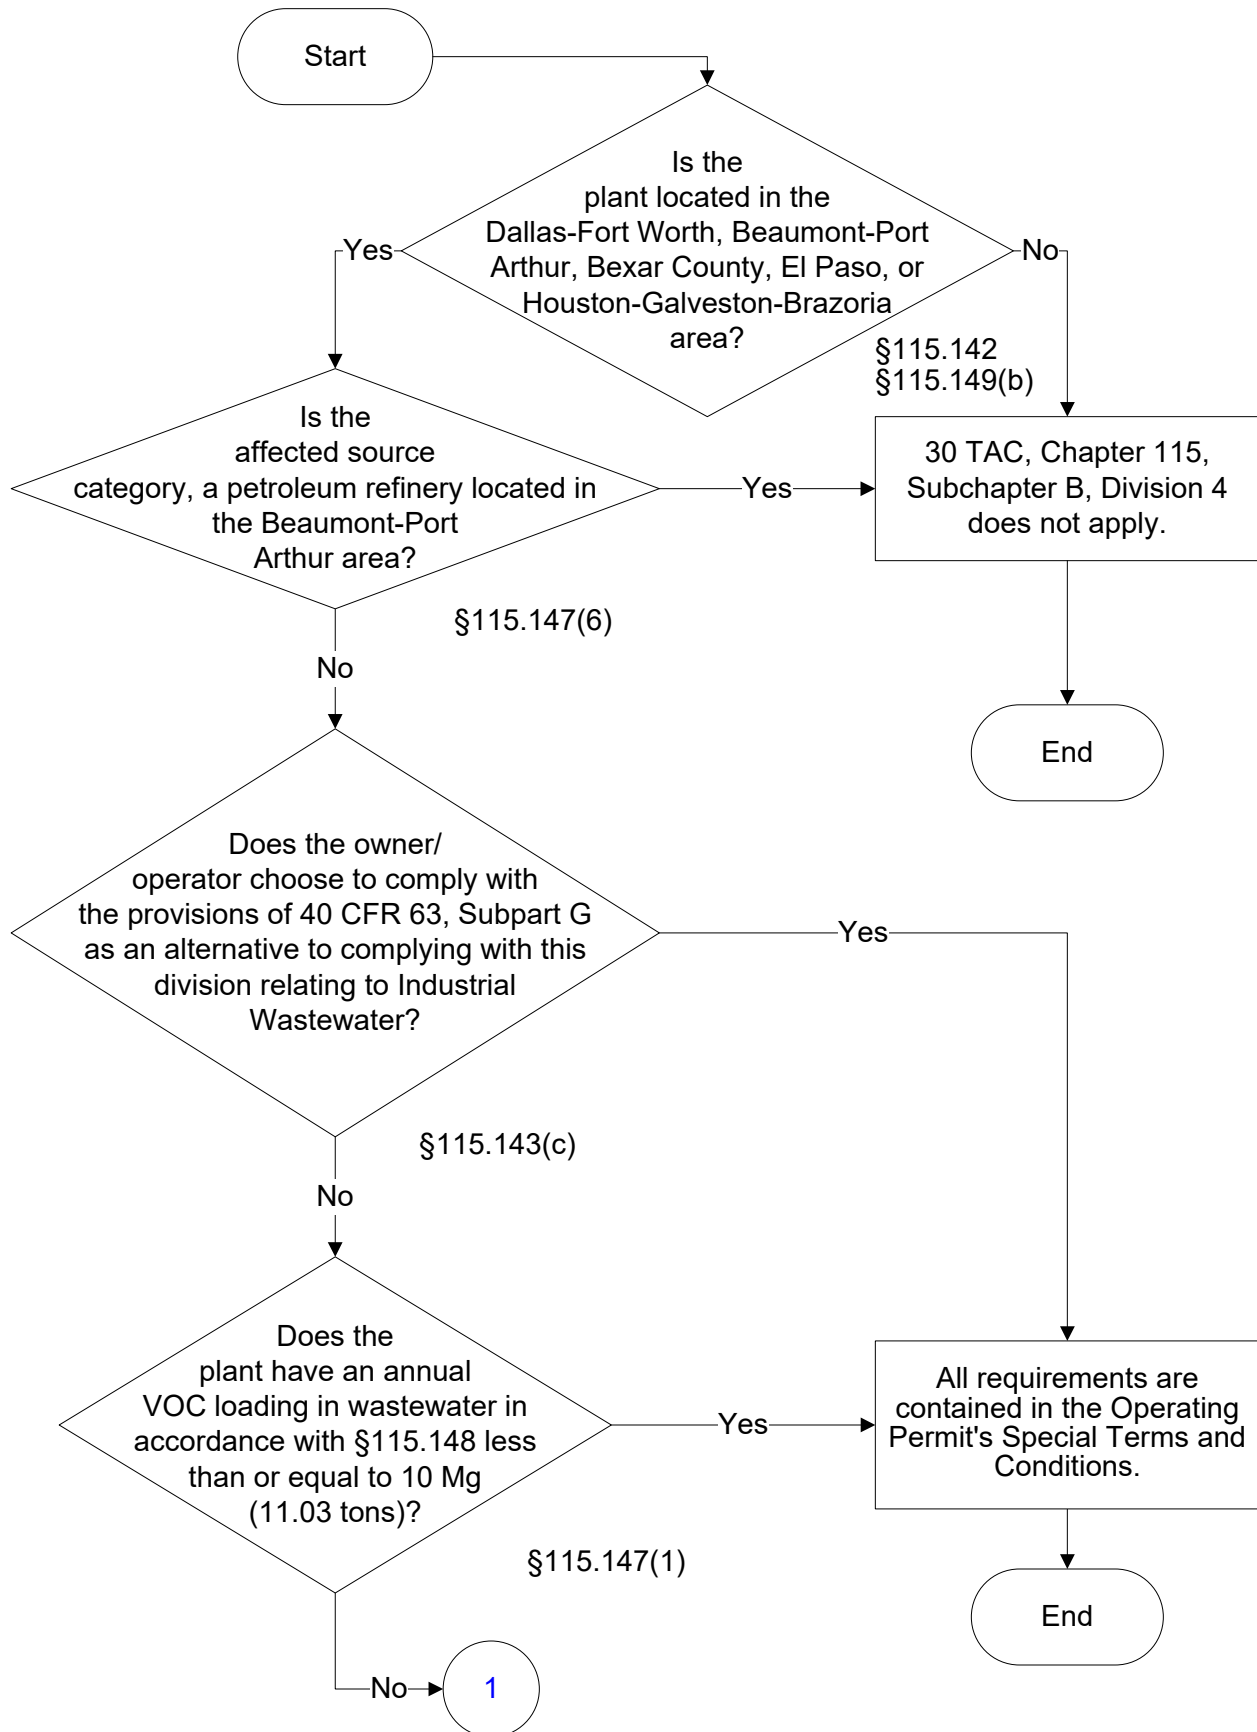 Start
Is the
plant located in the
Dallas-Fort Worth, Beaumont-Port
Arthur, Bexar County, El Paso, or
Houston-Galveston-Brazoria
area?
Yes
No
§115.142
§115.149(b)
Is the
affected source
category, a petroleum refinery located in
the Beaumont-Port
Arthur area?
Yes
30 TAC, Chapter 115,
Subchapter B, Division 4
does not apply.
§115.147(6)
No
End
Does the owner/
operator choose to comply with
the provisions of 40 CFR 63, Subpart G
as an alternative to complying with this
division relating to Industrial
Wastewater?
Yes
§115.143(c)
No
Does the
plant have an annual
VOC loading in wastewater in
accordance with §115.148 less
than or equal to 10 Mg
(11.03 tons)?
Yes
All requirements are
contained in the Operating
Permit's Special Terms and
Conditions.
§115.147(1)
End
No
1